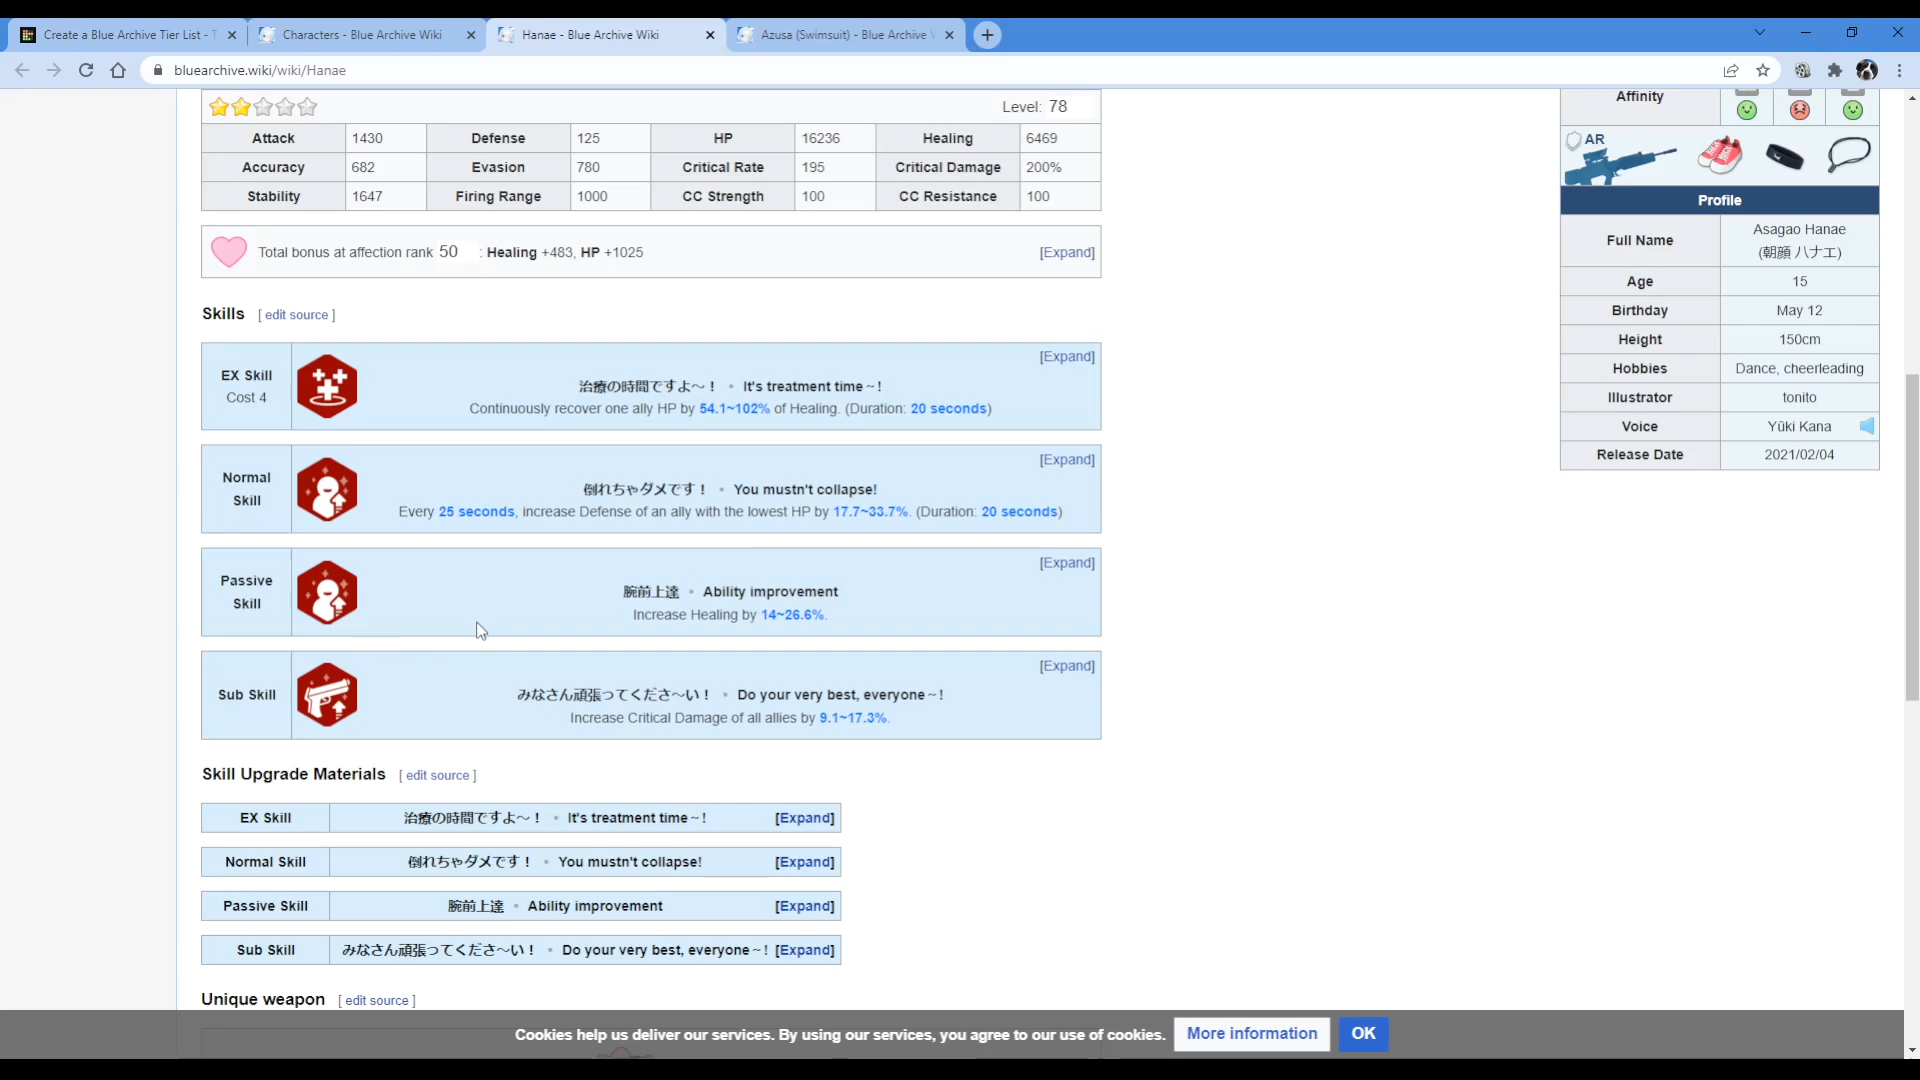 Create a Blue Archive Tier List - T
Characters - Blue Archive Wiki
Hanae - Blue Archive Wiki
Azusa (Swimsuit) - Blue Archive
bluearchive.wiki/wiki/Hanae
Level: 78
Attack 1430 Defense 125 HP 16236 Healing 6469
Accuracy 682 Evasion 780 Critical Rate 195 Critical Damage 200%
Stability 1647 Firing Range 1000 CC Strength 100 CC Resistance 100
Total bonus at affection rank 50 : Healing +483, HP +1025 [Expand]
Skills [ edit source ]
EX Skill
Cost 4
[Expand]
治療の時間ですよ～！ • It's treatment time~!
Continuously recover one ally HP by 54.1~102% of Healing. (Duration: 20 seconds)
Normal
Skill
[Expand]
倒れちゃダメです！ • You mustn't collapse!
Every 25 seconds, increase Defense of an ally with the lowest HP by 17.7~33.7%. (Duration: 20 seconds)
Passive
Skill
[Expand]
腕前上達 • Ability improvement
Increase Healing by 14~26.6%.
Sub Skill
[Expand]
みなさん頑張ってくださ～い！ • Do your very best, everyone~!
Increase Critical Damage of all allies by 9.1~17.3%.
Skill Upgrade Materials [ edit source ]
EX Skill 治療の時間ですよ～！ • It's treatment time~! [Expand]
Normal Skill 倒れちゃダメです！ • You mustn't collapse! [Expand]
Passive Skill 腕前上達 • Ability improvement [Expand]
Sub Skill みなさん頑張ってくださ～い！ • Do your very best, everyone~! [Expand]
Unique weapon [ edit source ]
Affinity
AR
Profile
Full Name Asagao Hanae
(朝顔 ハナエ)
Age 15
Birthday May 12
Height 150cm
Hobbies Dance, cheerleading
Illustrator tonito
Voice Yūki Kana
Release Date 2021/02/04
Cookies help us deliver our services. By using our services, you agree to our use of cookies. More information OK